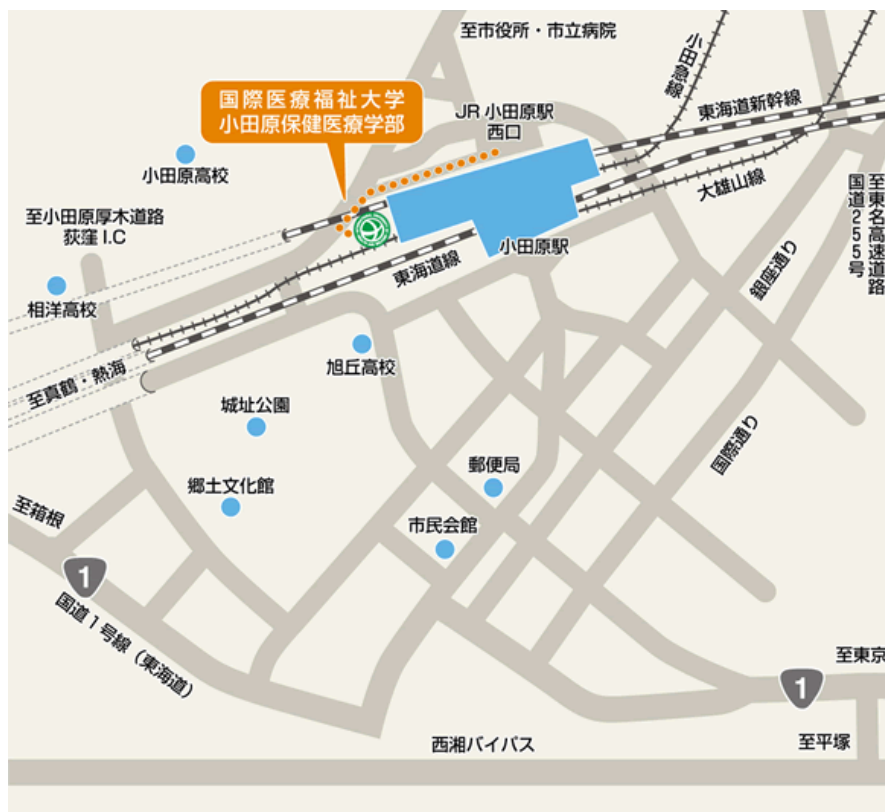 至市役所・市立病院
小田急線
国際医療福祉大学
小田原保健医療学部
JR 小田原駅
西口
東海道新幹線
小田原高校
大雄山線
至東名高速道路
国道255号
至小田原厚木道路
荻窪 I.C
小田原駅
東海道線
銀座通り
相洋高校
旭丘高校
至真鶴・熱海
城址公園
国際通り
郵便局
郷土文化館
至箱根
市民会館
1
国道1号線（東海道）
至東京
1
西湘バイパス
至平塚